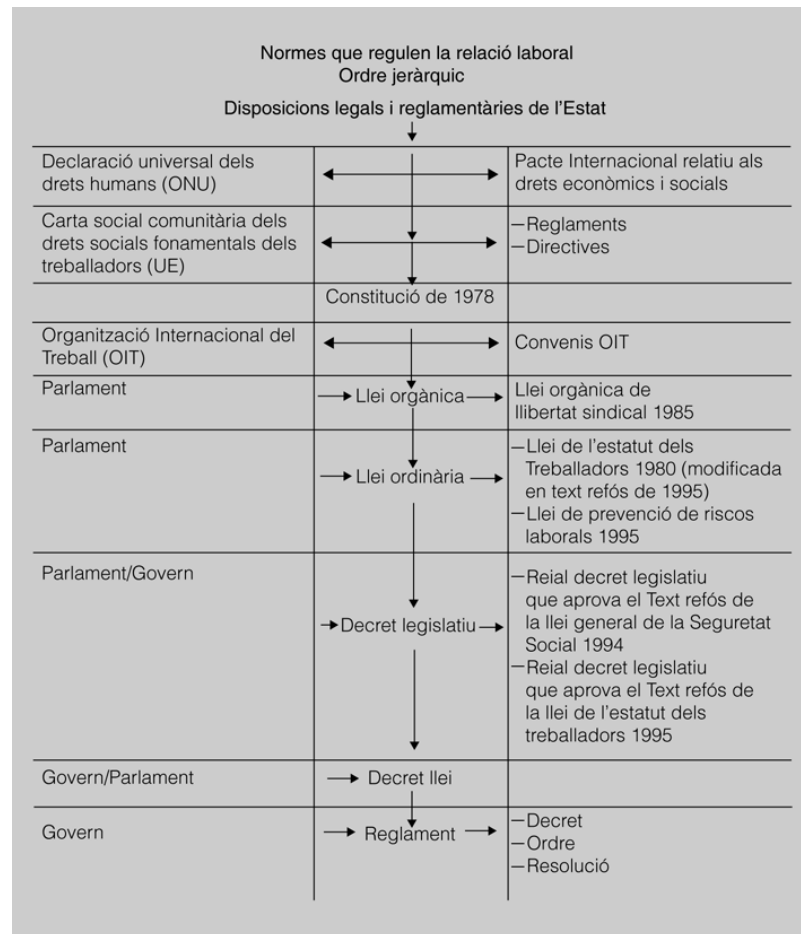 Normes que regulen la relació laboral
Ordre jeràrquic
Disposicions legals i reglamentàries de l'Estat
Declaració universal dels
drets humans (ONU)
Pacte Internacional relatiu als
drets econòmics i socials
Carta social comunitària dels
drets socials fonamentals dels
treballadors (UE)
–Reglaments
–Directives
Constitució de 1978
Organització Internacional del
Treball (OIT)
Convenis OIT
Parlament
Llei orgànica
Llei orgànica de
llibertat sindical 1985
Parlament
Llei ordinària
–Llei de l'estatut dels
Treballadors 1980 (modificada
en text refós de 1995)
–Llei de prevenció de riscos
laborals 1995
Parlament/Govern
Decret legislatiu
–Reial decret legislatiu
que aprova el Text refós de
la llei general de la Seguretat
Social 1994
–Reial decret legislatiu
que aprova el Text refós de
la llei de l'estatut dels
treballadors 1995
Govern/Parlament
Decret llei
Govern
Reglament
–Decret
–Ordre
–Resolució